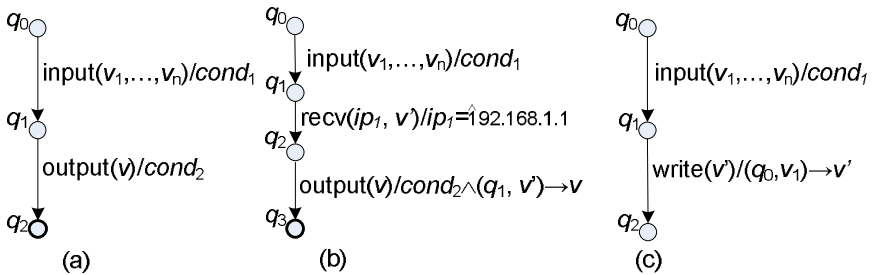 q₀
input(v₁,…,vₙ)/cond₁
q₁
output(v)/cond₂
q₂
(a)
q₀
input(v₁,…,vₙ)/cond₁
q₁
recv(ip₁, v')/ip₁=̂192.168.1.1
q₂
output(v)/cond₂∧(q₁, v')→v
q₃
(b)
q₀
input(v₁,…,vₙ)/cond₁
q₁
write(v')/(q₀,v₁)→v'
q₂
(c)